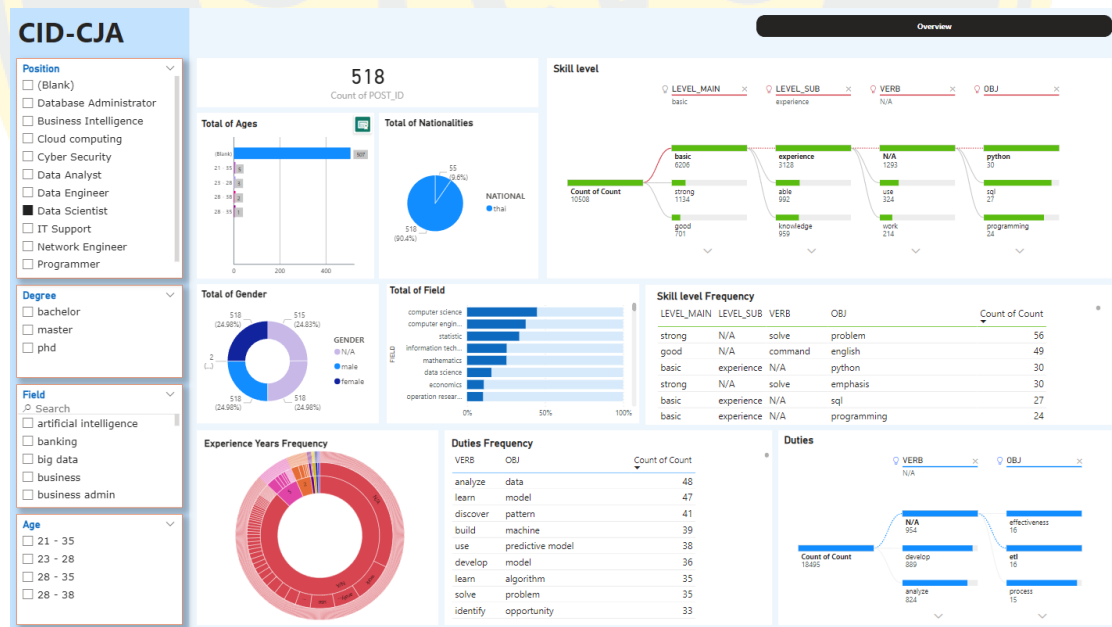 CID-CJA
Overview
Position
(Blank)
Database Administrator
Business Intelligence
Cloud computing
Cyber Security
Data Analyst
Data Engineer
Data Scientist
IT Support
Network Engineer
Programmer
Degree
bachelor
master
phd
Field
Search
artificial intelligence
banking
big data
business
business admin
Age
21 - 35
23 - 28
28 - 35
28 - 38
518
Count of POST_ID
Total of Ages
(Blank) 507
21 - 35
23 - 28
28 - 38 2
28 - 35 1
0 200 400
Total of Nationalities
55
(9.6%)
518
(90.4%)
NATIONAL
thai
Skill level
LEVEL_MAIN LEVEL_SUB VERB OBJ
basic experience N/A
Count of Count
10508
basic
6206
strong
1134
good
701
experience
3128
able
992
knowledge
959
N/A
1293
use
324
work
214
python
30
sql
27
programming
24
Total of Gender
518
(24.98%)
515
(24.83%)
2
(...)
518
(24.98%)
518
(24.98%)
GENDER
N/A
male
female
Total of Field
FIELD
computer science
computer engin...
statistic
information tech...
mathematics
data science
economics
operation resear...
0% 50% 100%
Skill level Frequency
LEVEL_MAIN LEVEL_SUB VERB OBJ Count of Count
strong N/A solve problem 56
good N/A command english 49
basic experience N/A python 30
strong N/A solve emphasis 30
basic experience N/A sql 27
basic experience N/A programming 24
Experience Years Frequency
Duties Frequency
VERB OBJ Count of Count
analyze data 48
learn model 47
discover pattern 41
build machine 39
use predictive model 38
develop model 36
learn algorithm 35
solve problem 35
identify opportunity 33
Duties
VERB OBJ
N/A
Count of Count
18495
N/A
954
develop
889
analyze
824
effectiveness
16
etl
16
process
15